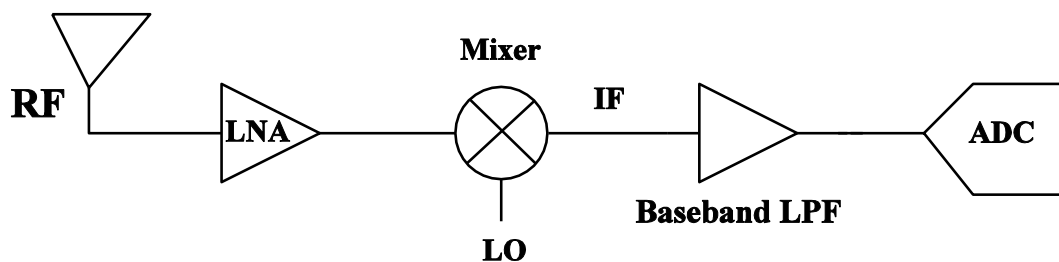 Mixer
RF
LNA
IF
ADC
Baseband LPF
LO